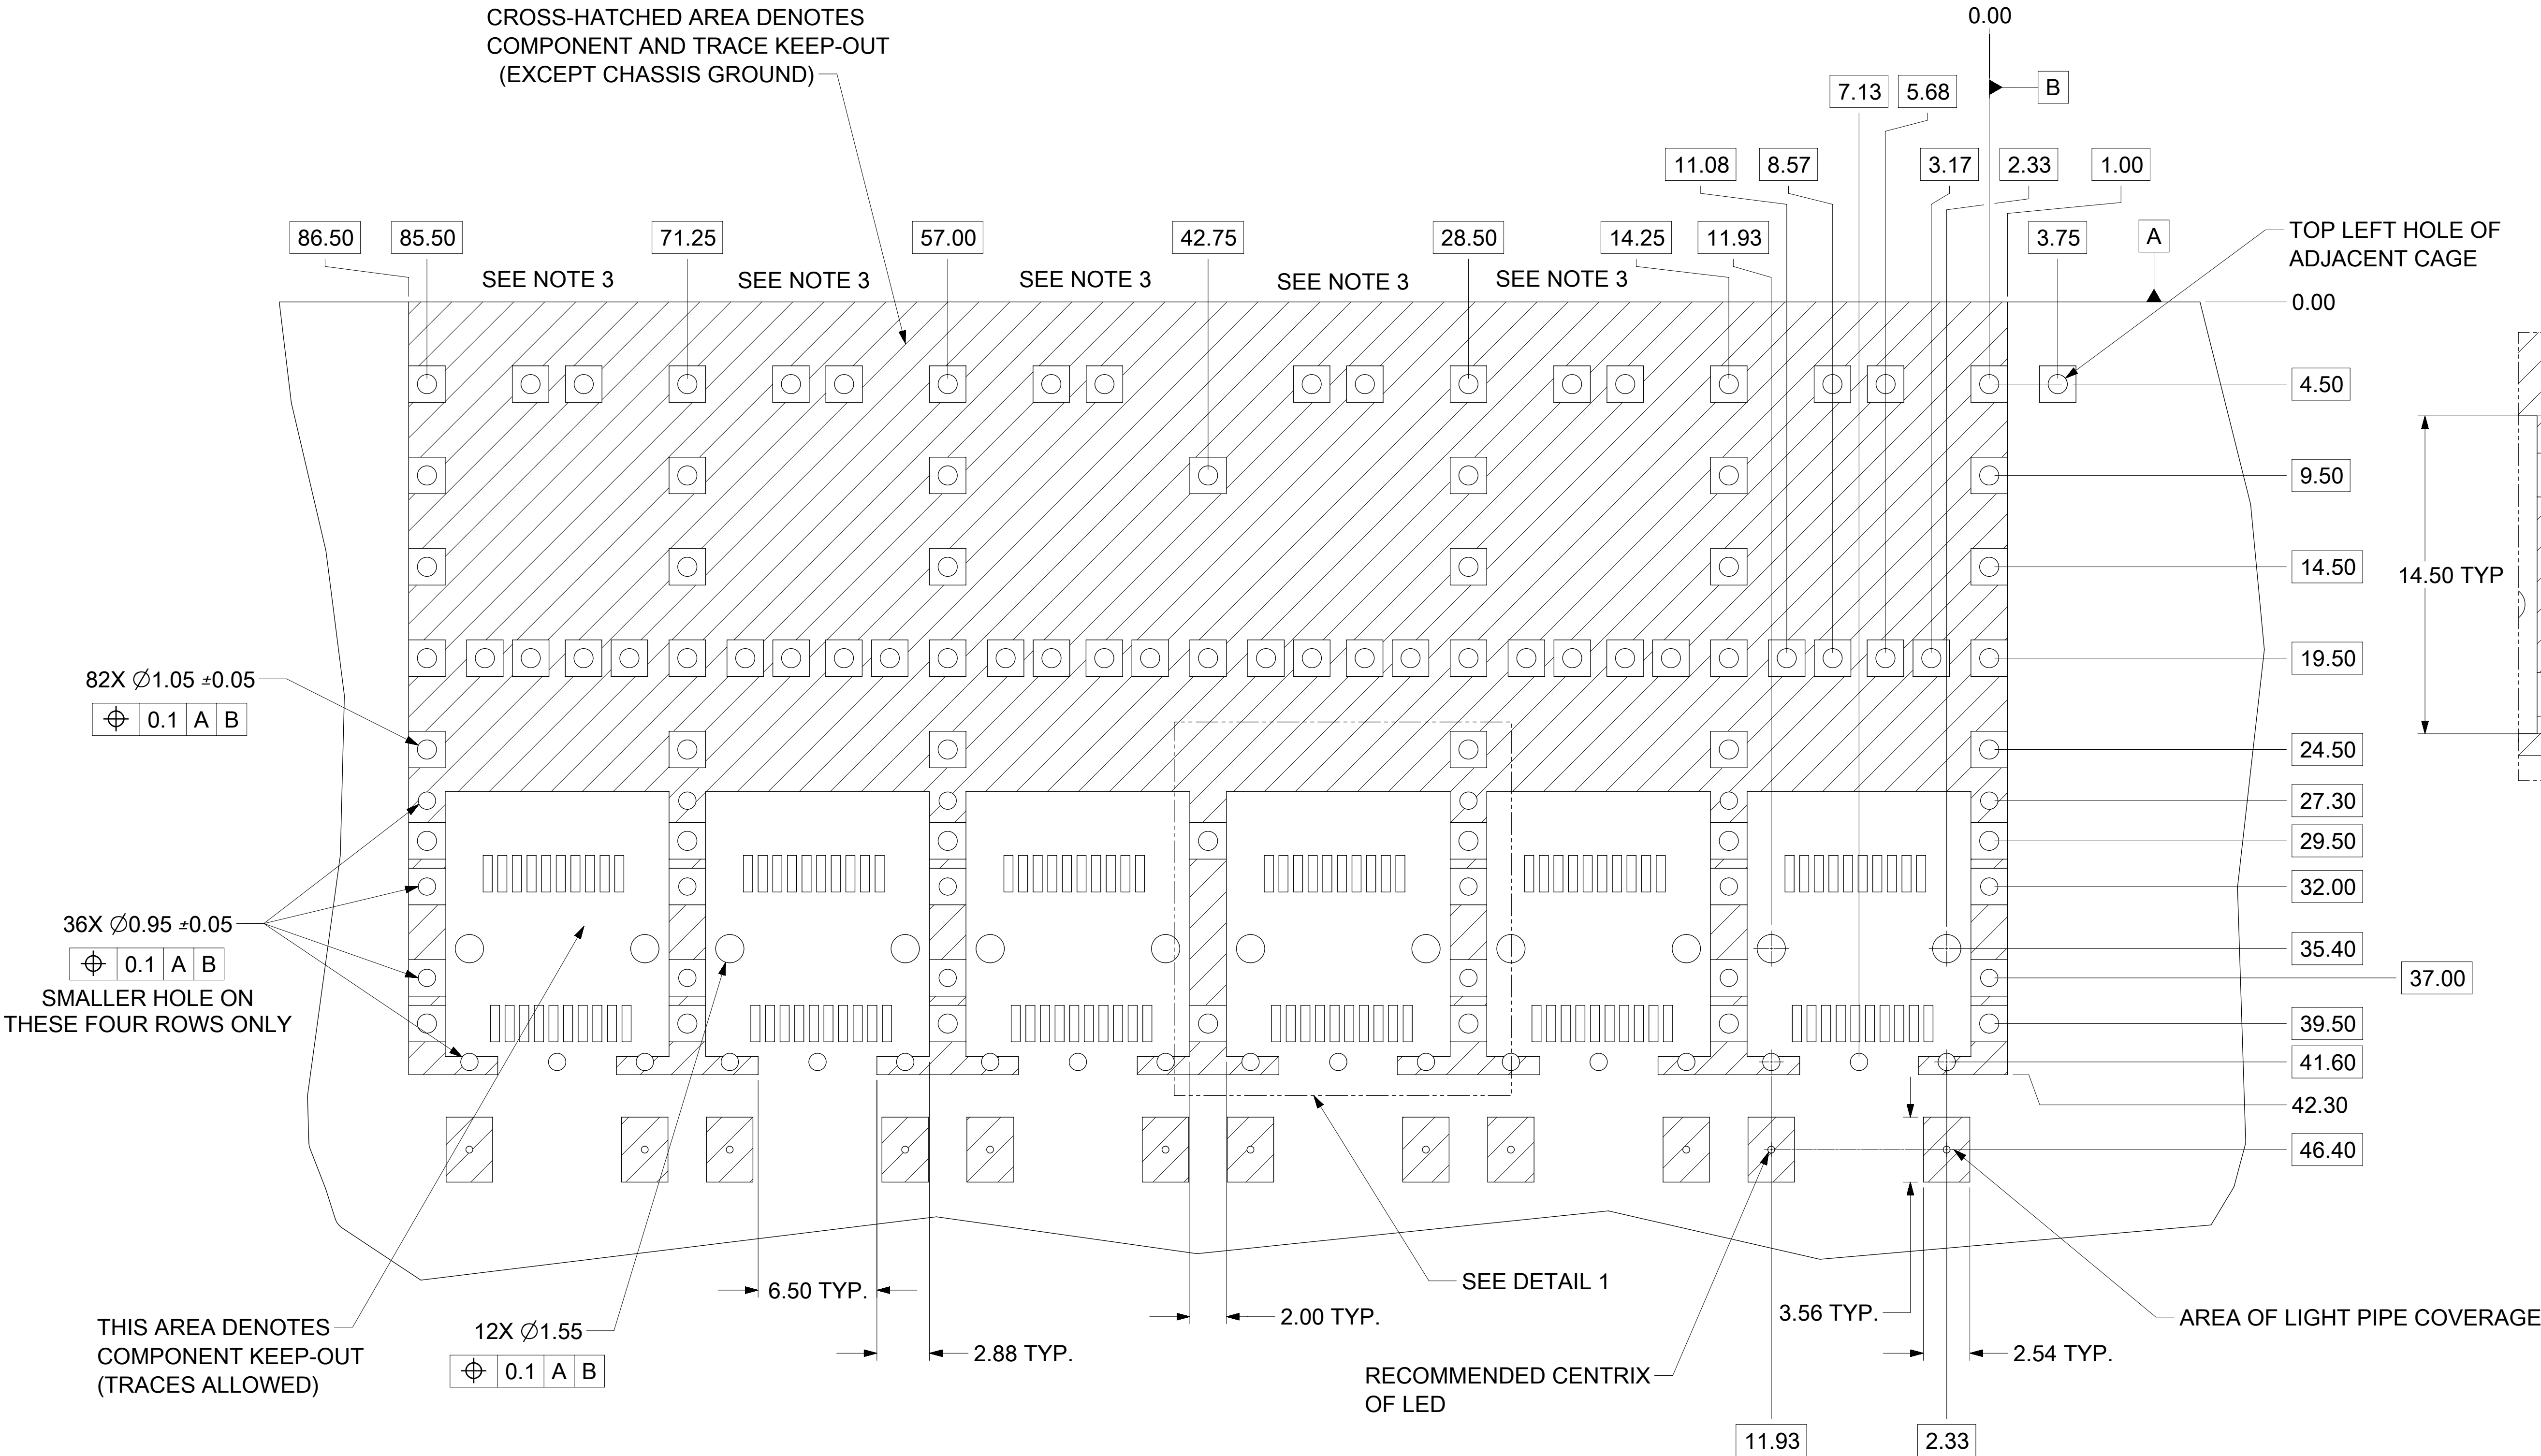 CROSS-HATCHED AREA DENOTES
COMPONENT AND TRACE KEEP-OUT
(EXCEPT CHASSIS GROUND)
0.00
B
7.13
5.68
11.08
8.57
3.17
2.33
1.00
86.50
85.50
71.25
57.00
42.75
28.50
14.25
11.93
3.75
A
TOP LEFT HOLE OF
ADJACENT CAGE
SEE NOTE 3
SEE NOTE 3
SEE NOTE 3
SEE NOTE 3
SEE NOTE 3
0.00
4.50
9.50
14.50
14.50 TYP
19.50
82X ∅1.05 ±0.05
⌖ 0.1 A B
24.50
27.30
29.50
32.00
36X ∅0.95 ±0.05
⌖ 0.1 A B
SMALLER HOLE ON
THESE FOUR ROWS ONLY
35.40
37.00
39.50
41.60
42.30
46.40
6.50 TYP.
SEE DETAIL 1
2.00 TYP.
3.56 TYP.
AREA OF LIGHT PIPE COVERAGE
THIS AREA DENOTES
COMPONENT KEEP-OUT
(TRACES ALLOWED)
12X ∅1.55
⌖ 0.1 A B
2.88 TYP.
2.54 TYP.
RECOMMENDED CENTRIX
OF LED
11.93
2.33